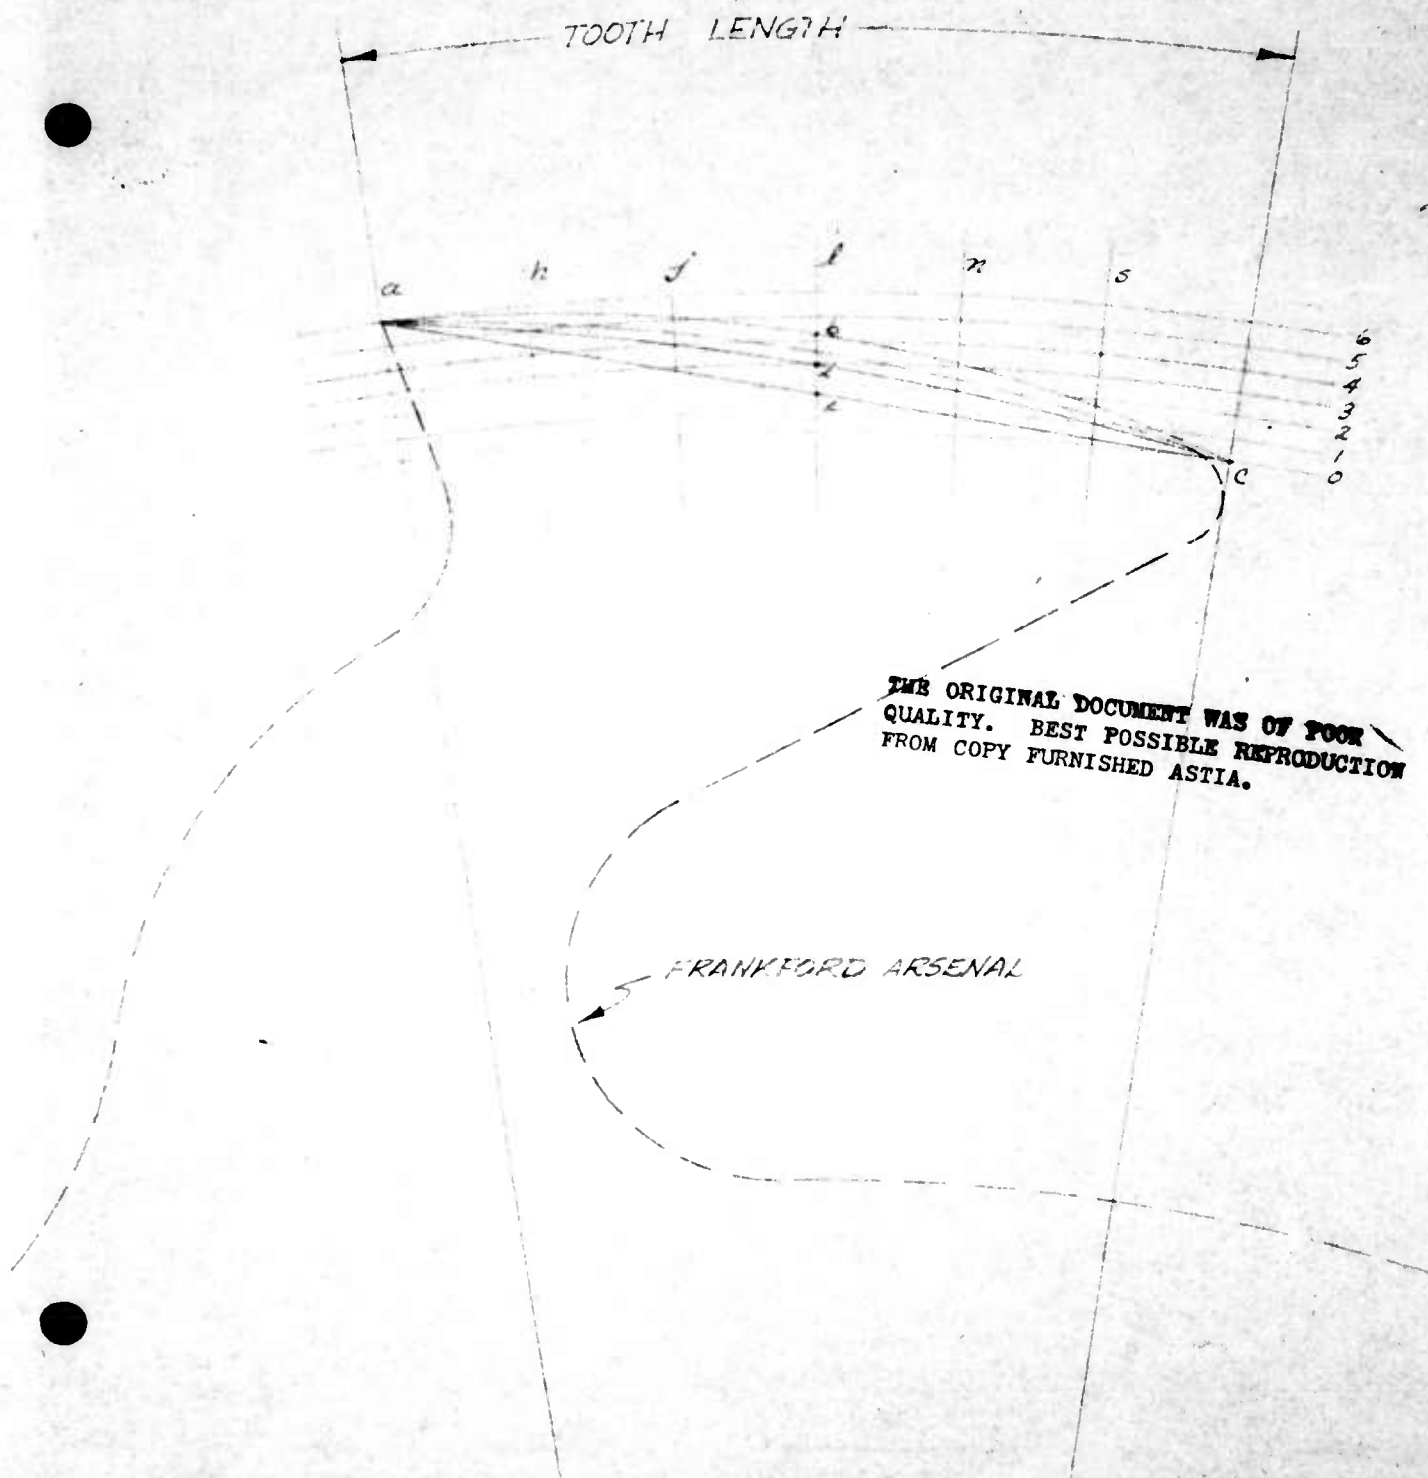 TOOTH LENGTH
a h j l n s
6
5
4
3
2
1
0
c
THE ORIGINAL DOCUMENT WAS OF POOR
QUALITY. BEST POSSIBLE REPRODUCTION
FROM COPY FURNISHED ASTIA.
FRANKFORD ARSENAL